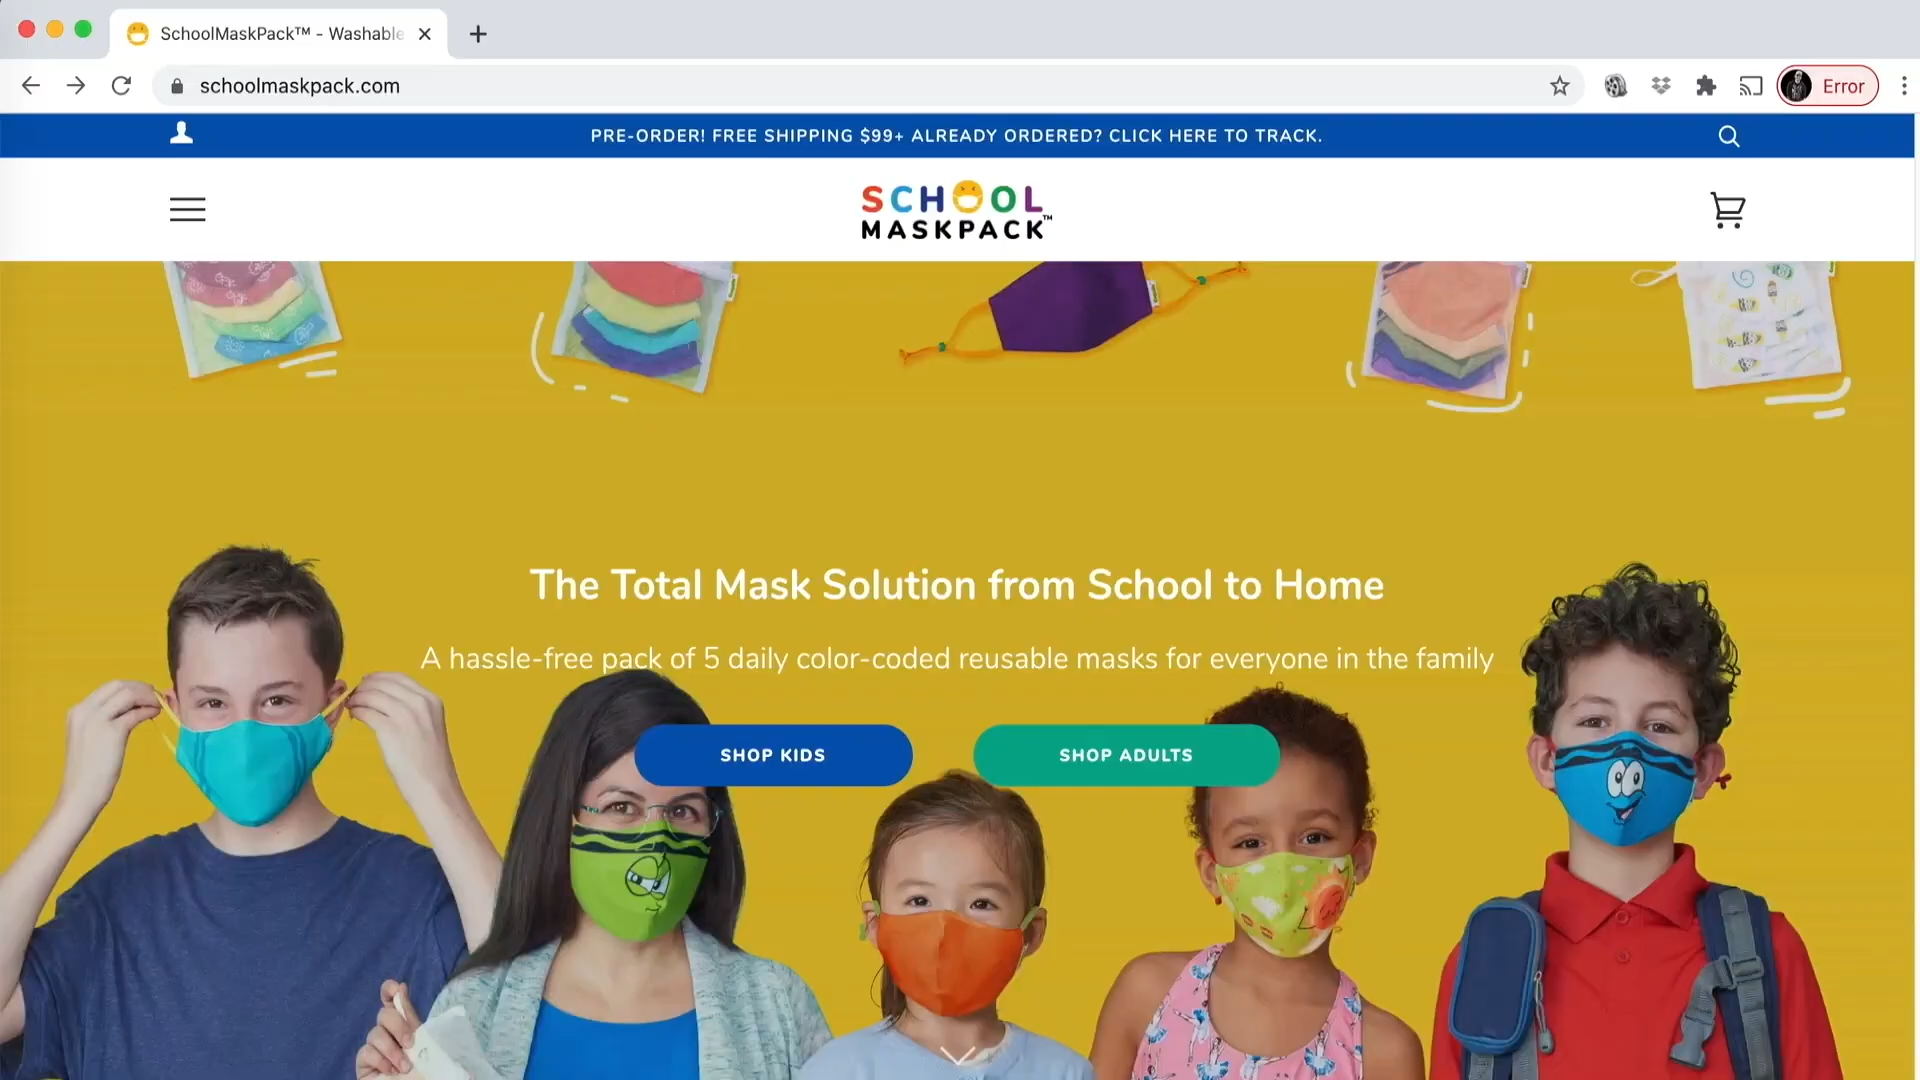 SchoolMaskPack™ - Washable
schoolmaskpack.com
Error
PRE-ORDER! FREE SHIPPING $99+ ALREADY ORDERED? CLICK HERE TO TRACK.
SCHOOL
MASKPACK™
The Total Mask Solution from School to Home
A hassle-free pack of 5 daily color-coded reusable masks for everyone in the family
SHOP KIDS
SHOP ADULTS